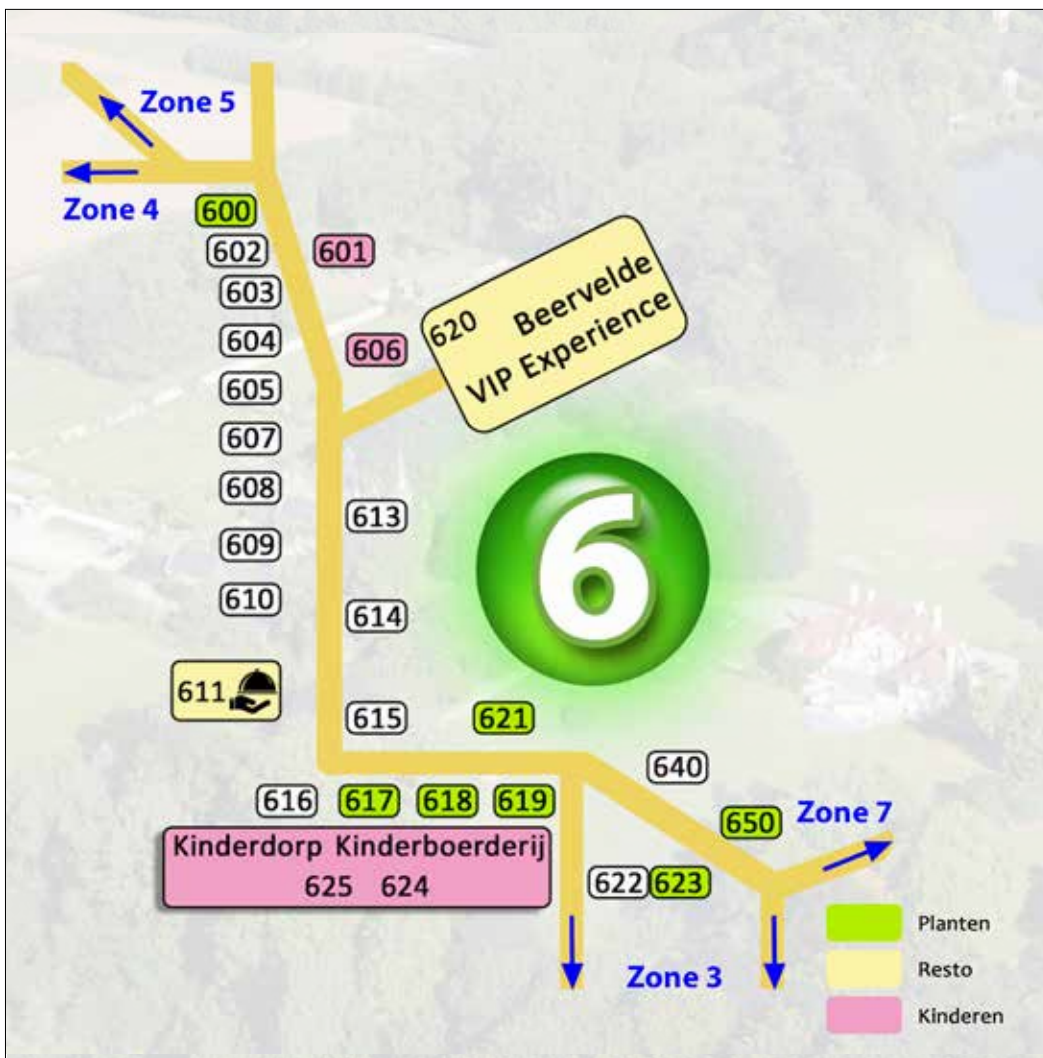 Zone 5
Zone 4
600
602
601
603
604
606
620 Beervelde
VIP Experience
605
607
608
613
609
6
610
614
611
615
621
640
616
617
618
619
650
Zone 7
Kinderdorp Kinderboerderij
625 624
622
623
Zone 3
Planten
Resto
Kinderen